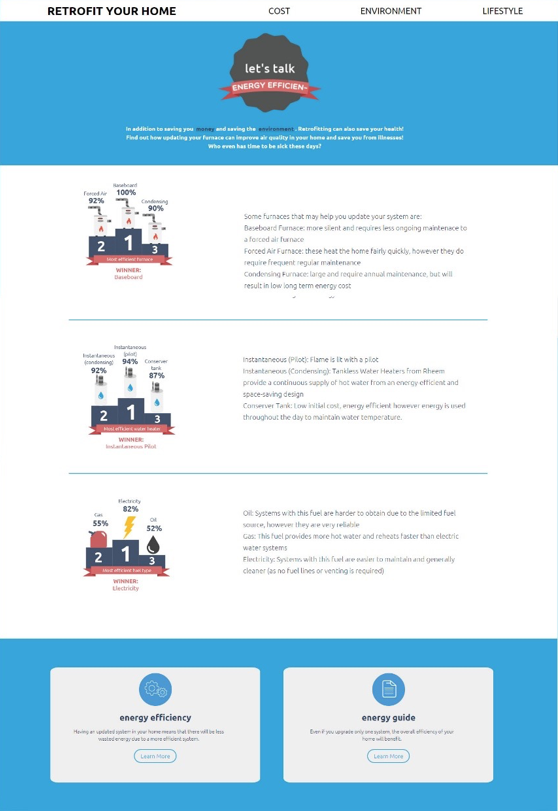 RETROFIT YOUR HOME COST ENVIRONMENT LIFESTYLE
let's talk
ENERGY EFFICIEN
In addition to saving you money and saving the environment. Retrofitting can also save your health!
Find out how updating your furnace can improve air quality in your home and save you from illnesses!
Who even has time to be sick these days?
Baseboard
100%
Forced Air
92%
Condensing
90%
2 1 3
Most efficient furnace
WINNER:
Baseboard
Some furnaces that may help you update your system are:
Baseboard Furnace: more silent and requires less ongoing maintenace to
a forced air furnace
Forced Air Furnace: these heat the home fairly quickly, however they do
require frequent regular maintenance
Condensing Furnace: large and require annual maintenance, but will
result in low long term energy cost
Instantaneous
(pilot)
94%
Instantaneous
(condensing)
92%
Conserver
tank
87%
2 1 3
Most efficient water heater
WINNER:
Instantaneous Pilot
Instantaneous (Pilot): Flame is lit with a pilot
Instantaneous (Condensing): Tankless Water Heaters from Rheem
provide a continuous supply of hot water from an energy efficient and
space-saving design
Conserver Tank: Low initial cost, energy efficient however energy is used
throughout the day to maintain water temperature.
Electricity
82%
Gas
55%
Oil
52%
2 1 3
Most efficient fuel type
WINNER:
Electricity
Oil: Systems with this fuel are harder to obtain due to the limited fuel
source, however they are very reliable
Gas: This fuel provides more hot water and reheats faster than electric
water systems
Electricity: Systems with this fuel are easier to maintain and generally
cleaner (as no fuel lines or venting is required)
energy efficiency
Having an updated system in your home means that there will be less
wasted energy due to a more efficient system.
Learn More
energy guide
Even if you upgrade only one system, the overall efficiency of your
home will benefit.
Learn More